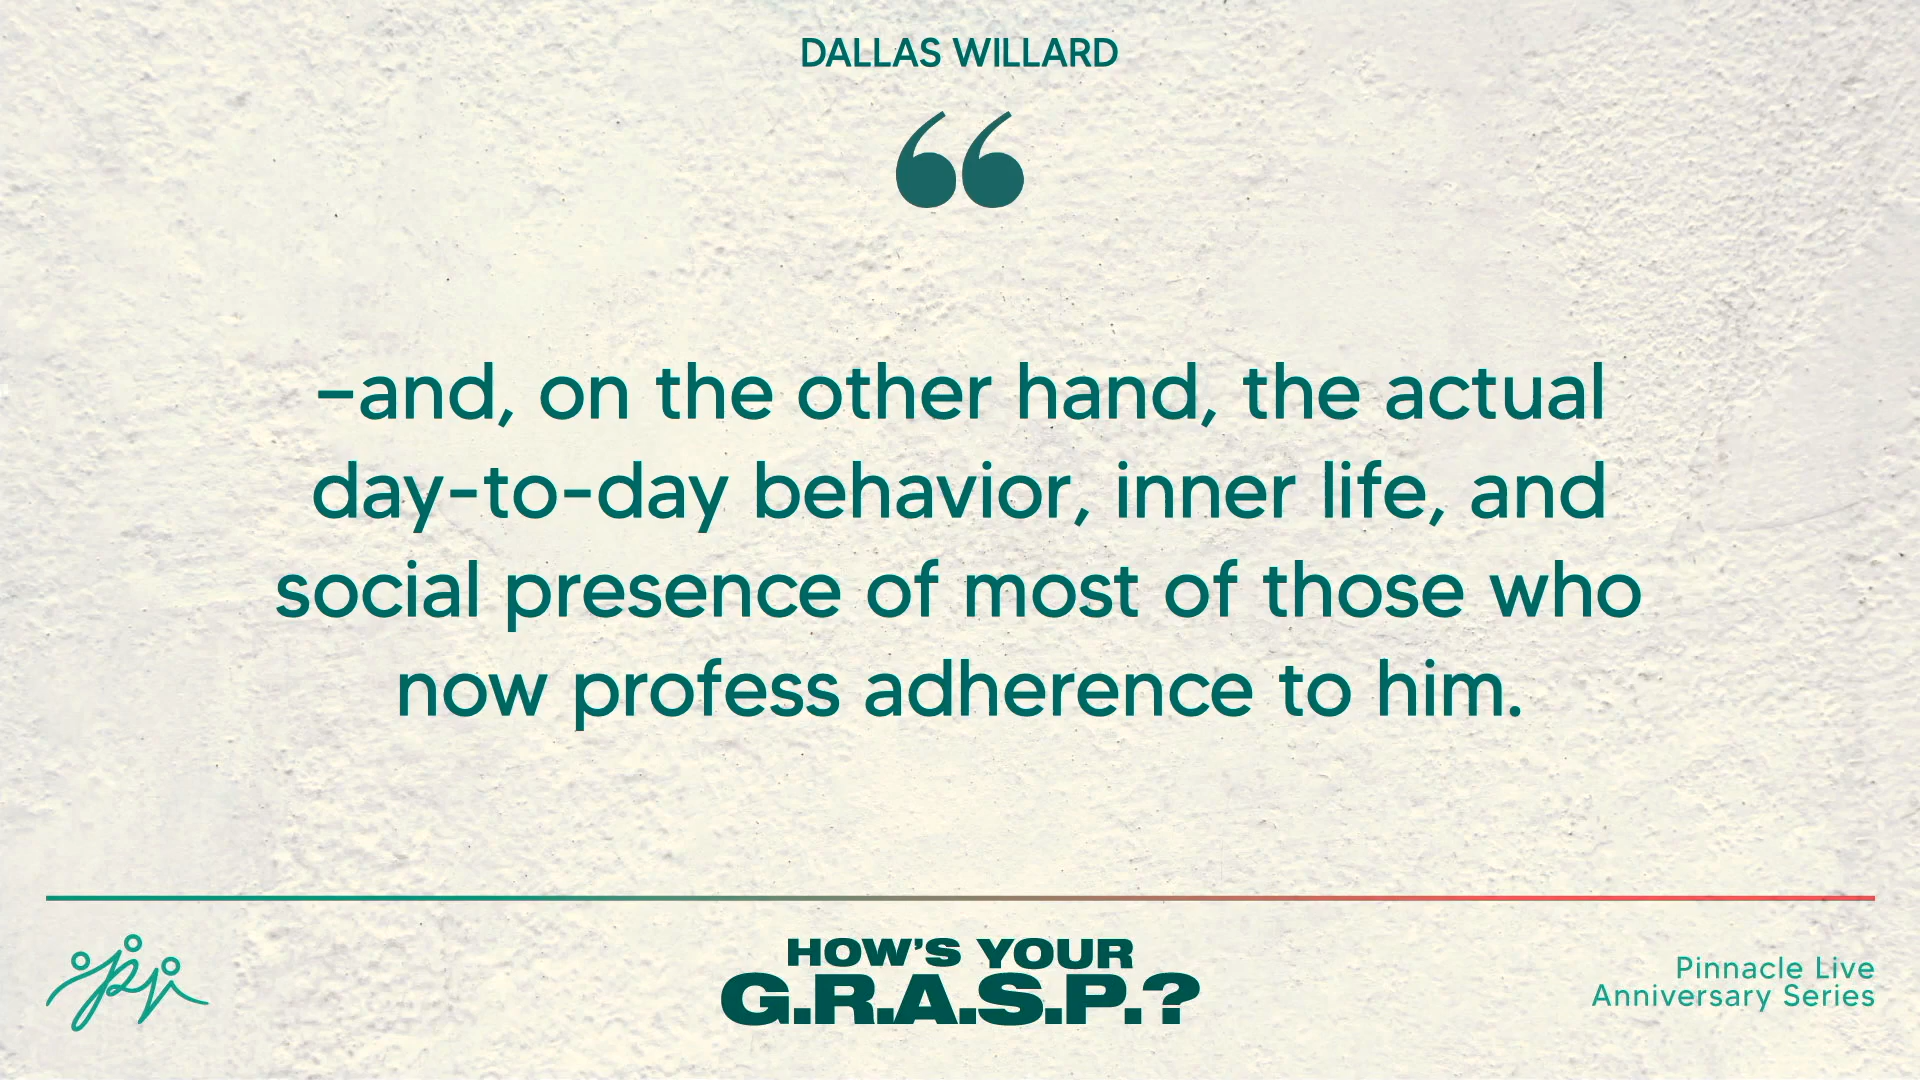 DALLAS WILLARD
“
–and, on the other hand, the actual
day-to-day behavior, inner life, and
social presence of most of those who
now profess adherence to him.
HOW'S YOUR
G.R.A.S.P.?
Pinnacle Live
Anniversary Series